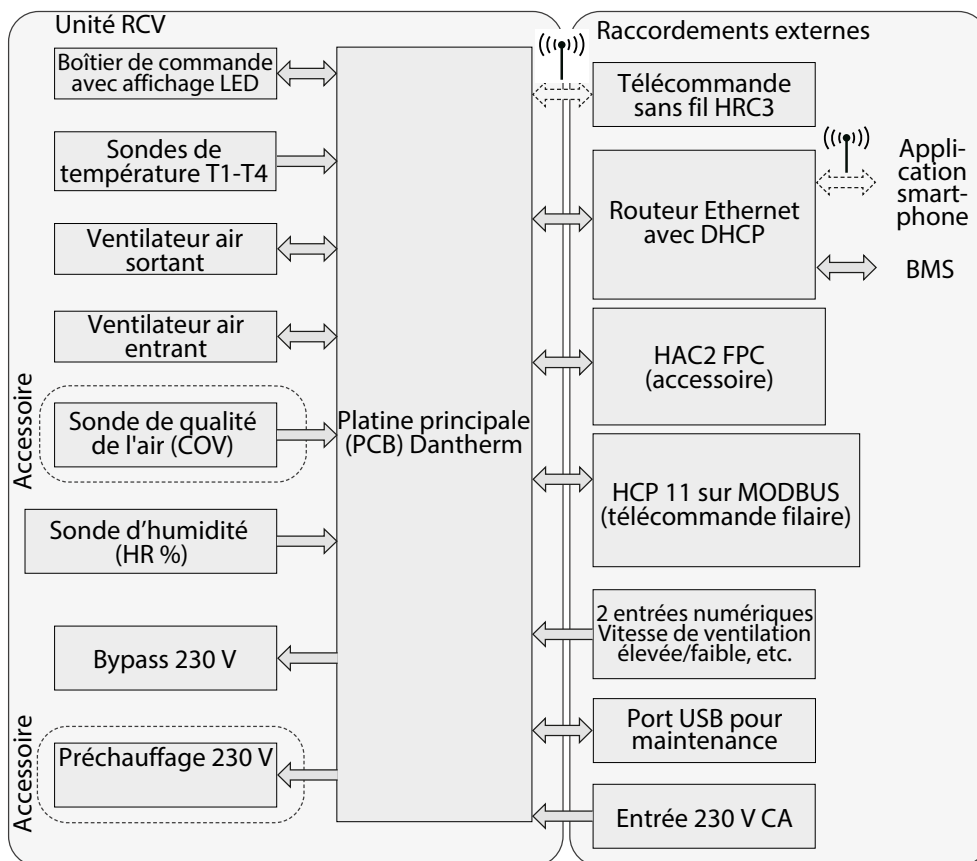 Unité RCV
Boîtier de commande
avec affichage LED
Sondes de
température T1-T4
Ventilateur air
sortant
Ventilateur air
entrant
Accessoire
Sonde de qualité
de l'air (COV)
Sonde d’humidité
(HR %)
Bypass 230 V
Accessoire
Préchauffage 230 V
Platine principale
(PCB) Dantherm
Raccordements externes
Télécommande
sans fil HRC3
Routeur Ethernet
avec DHCP
Appli-
cation
smart-
phone
BMS
HAC2 FPC
(accessoire)
HCP 11 sur MODBUS
(télécommande filaire)
2 entrées numériques
Vitesse de ventilation
élevée/faible, etc.
Port USB pour
maintenance
Entrée 230 V CA